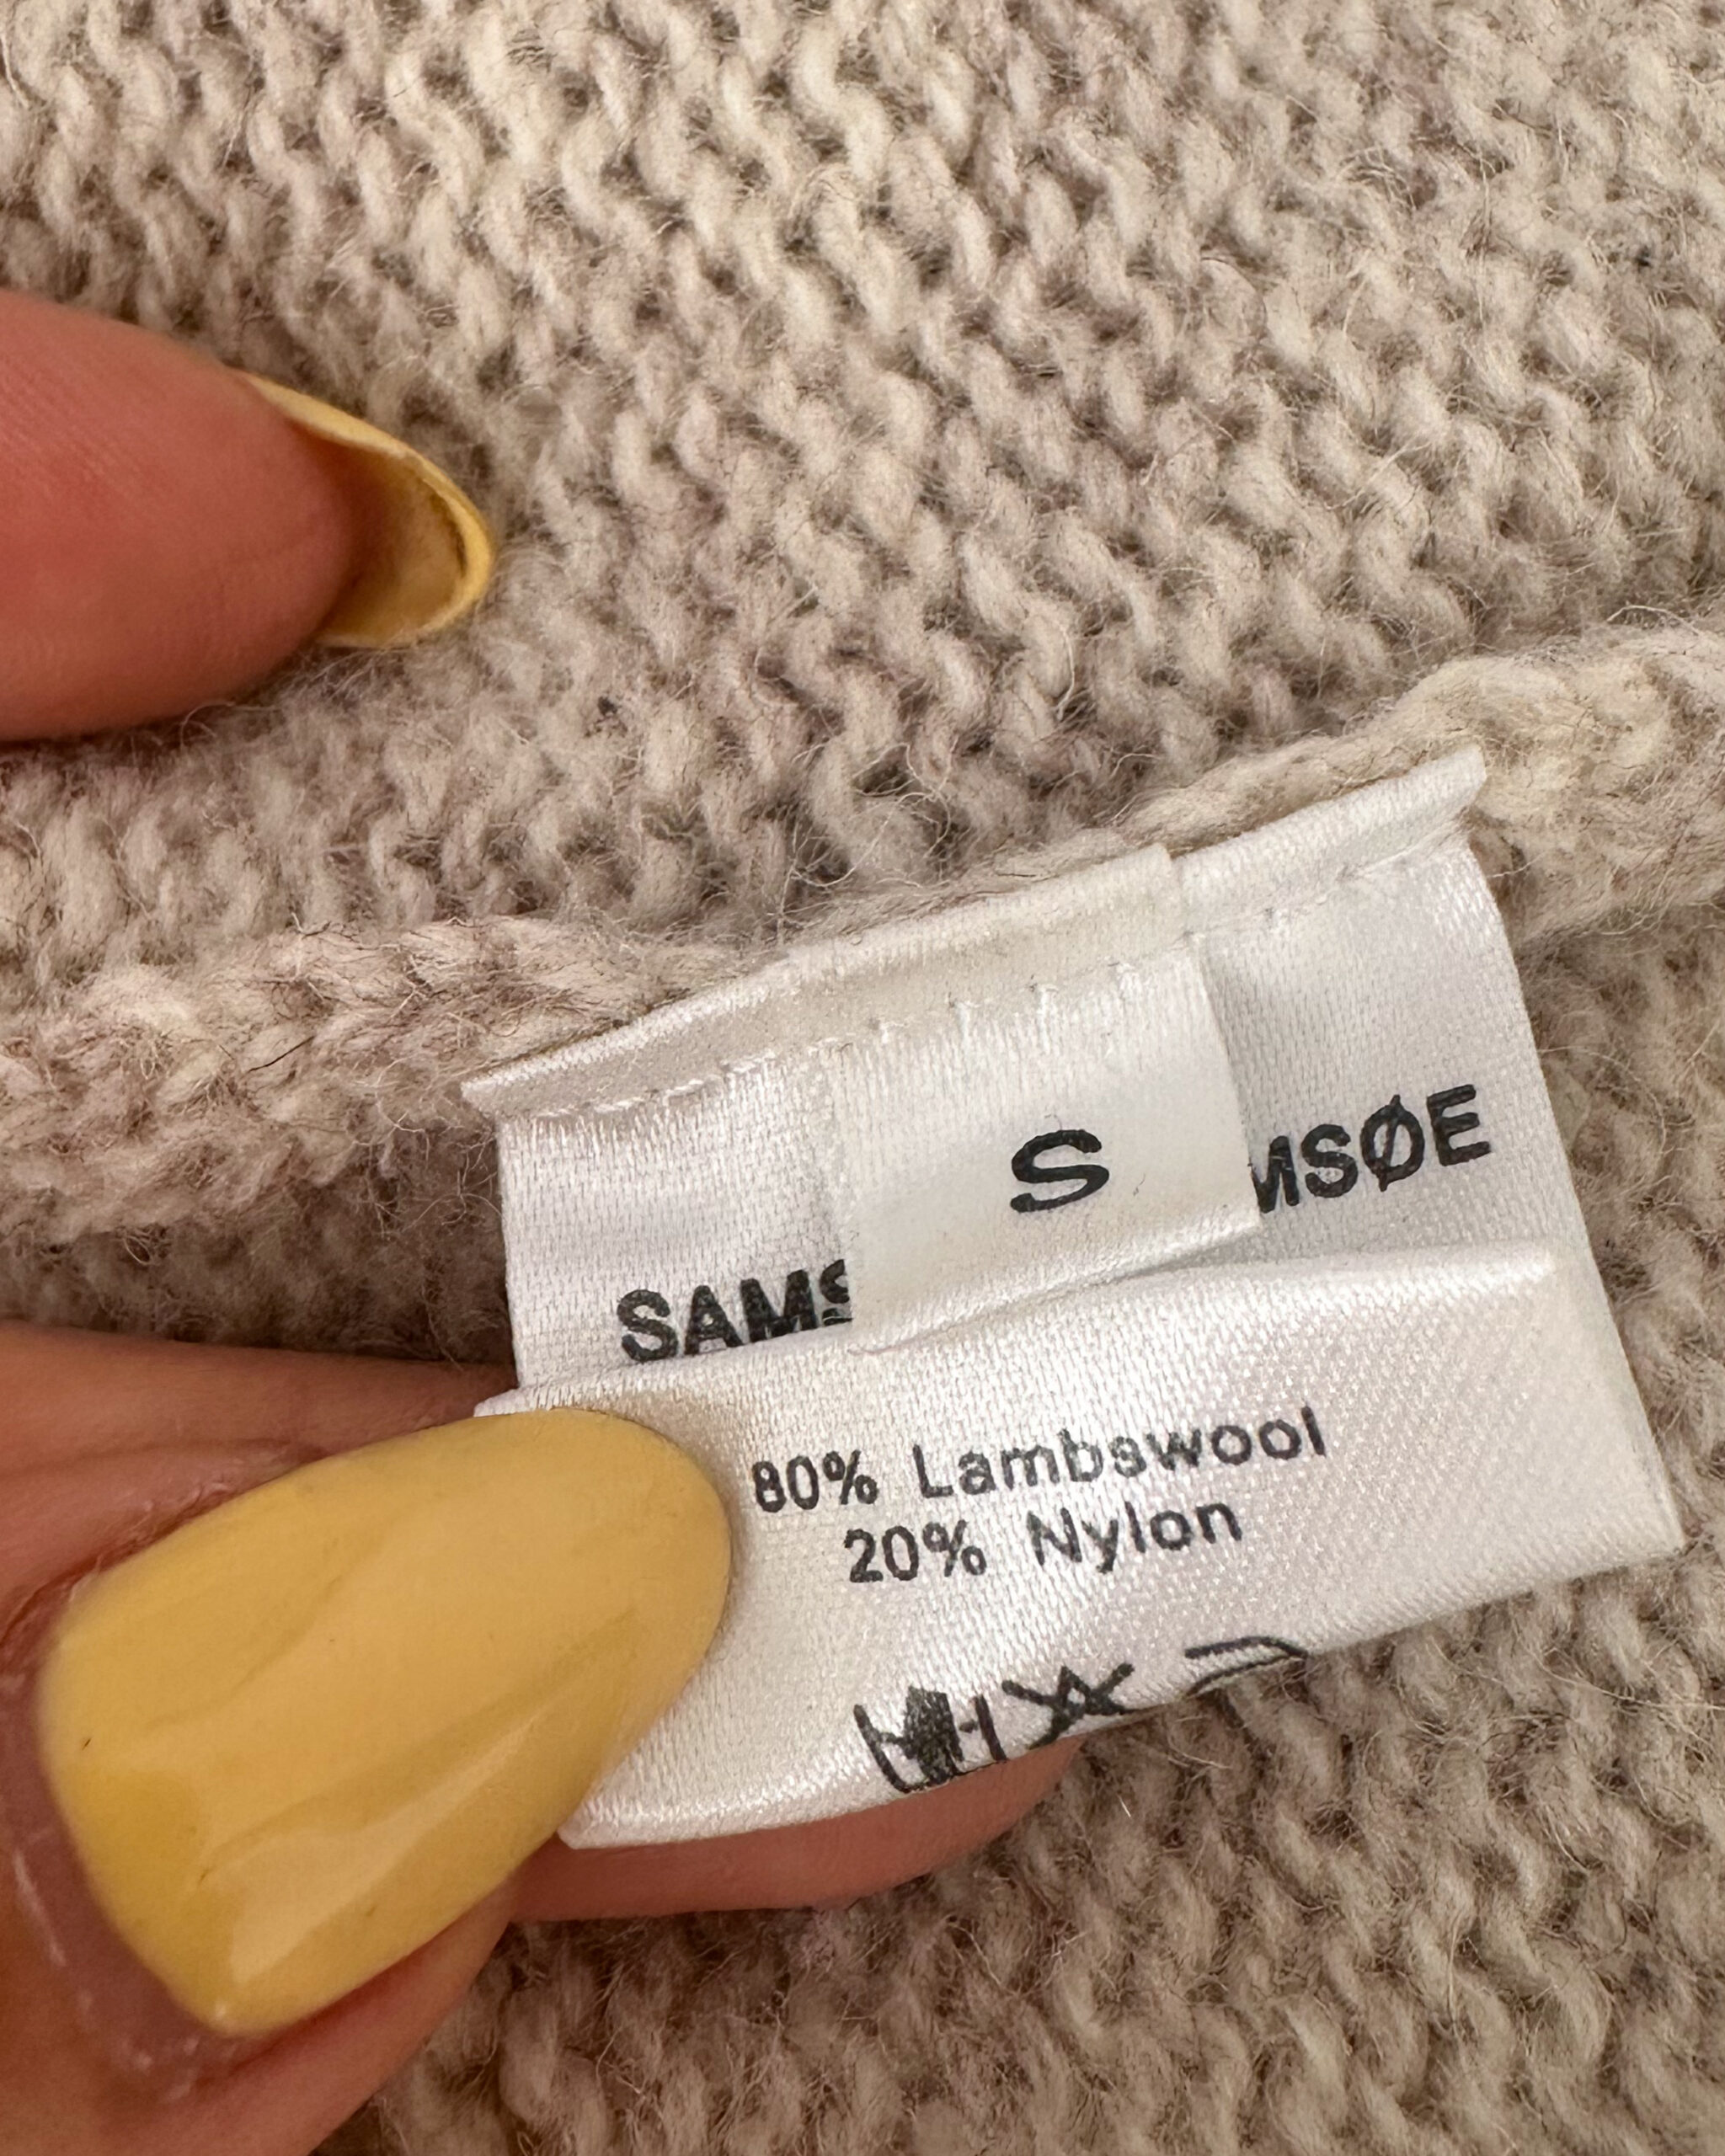 S
SAMS MSØE
80% Lambswool
20% Nylon